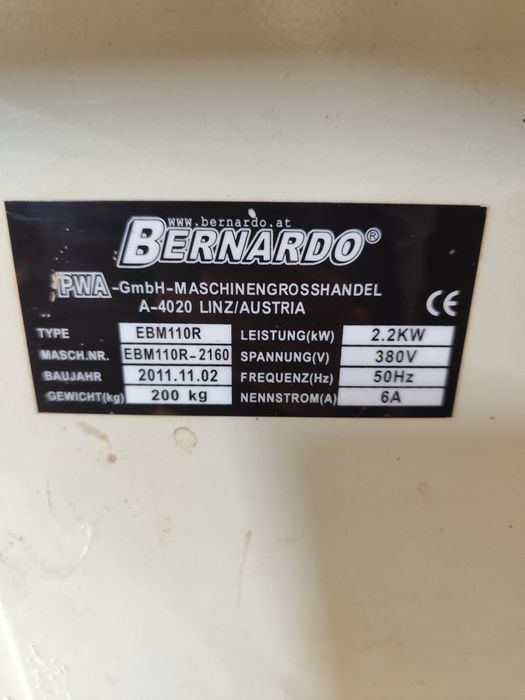 www.bernardo.at
BERNARDO®
PWA-GmbH-MASCHINENGROSSHANDEL
A-4020 LINZ/AUSTRIA
CE
TYPE EBM110R LEISTUNG(kW) 2.2KW
MASCH.NR. EBM110R-2160 SPANNUNG(V) 380V
BAUJAHR 2011.11.02 FREQUENZ(Hz) 50Hz
GEWICHT(kg) 200 kg NENNSTROM(A) 6A